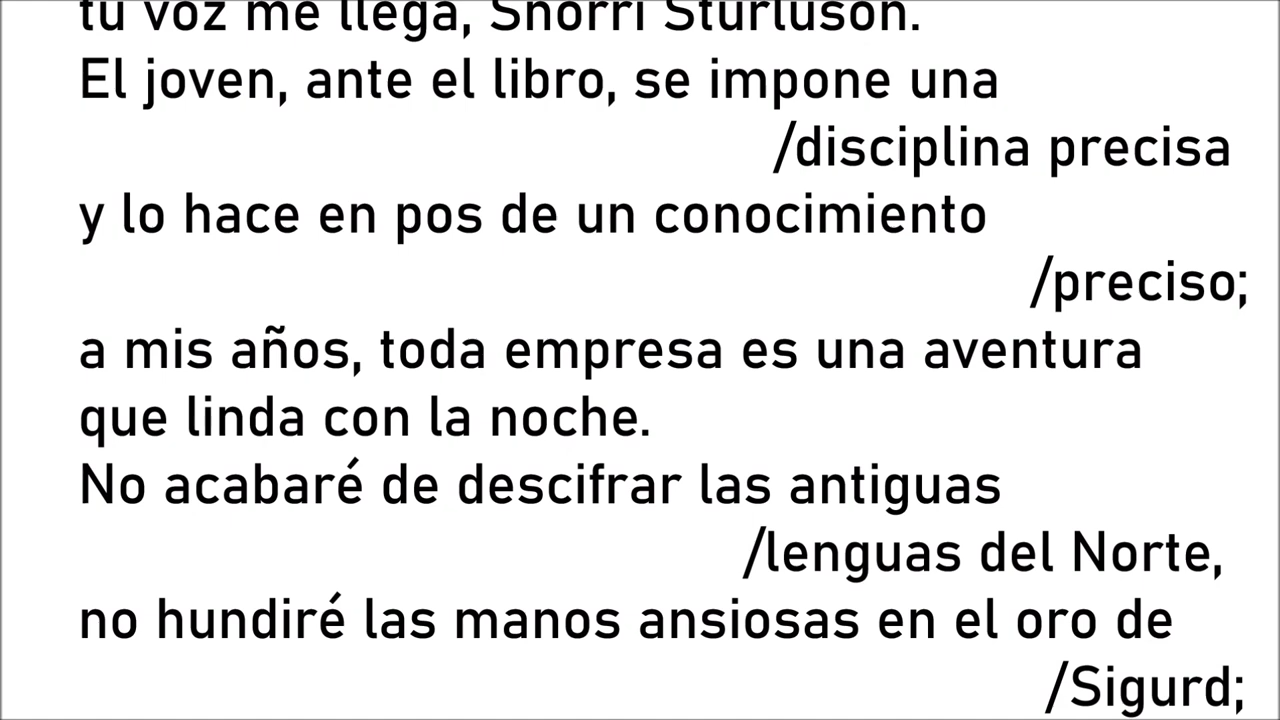 tu voz me llega, Snorri Sturluson.
El joven, ante el libro, se impone una
/disciplina precisa
y lo hace en pos de un conocimiento
/preciso;
a mis años, toda empresa es una aventura
que linda con la noche.
No acabaré de descifrar las antiguas
/lenguas del Norte,
no hundiré las manos ansiosas en el oro de
/Sigurd;